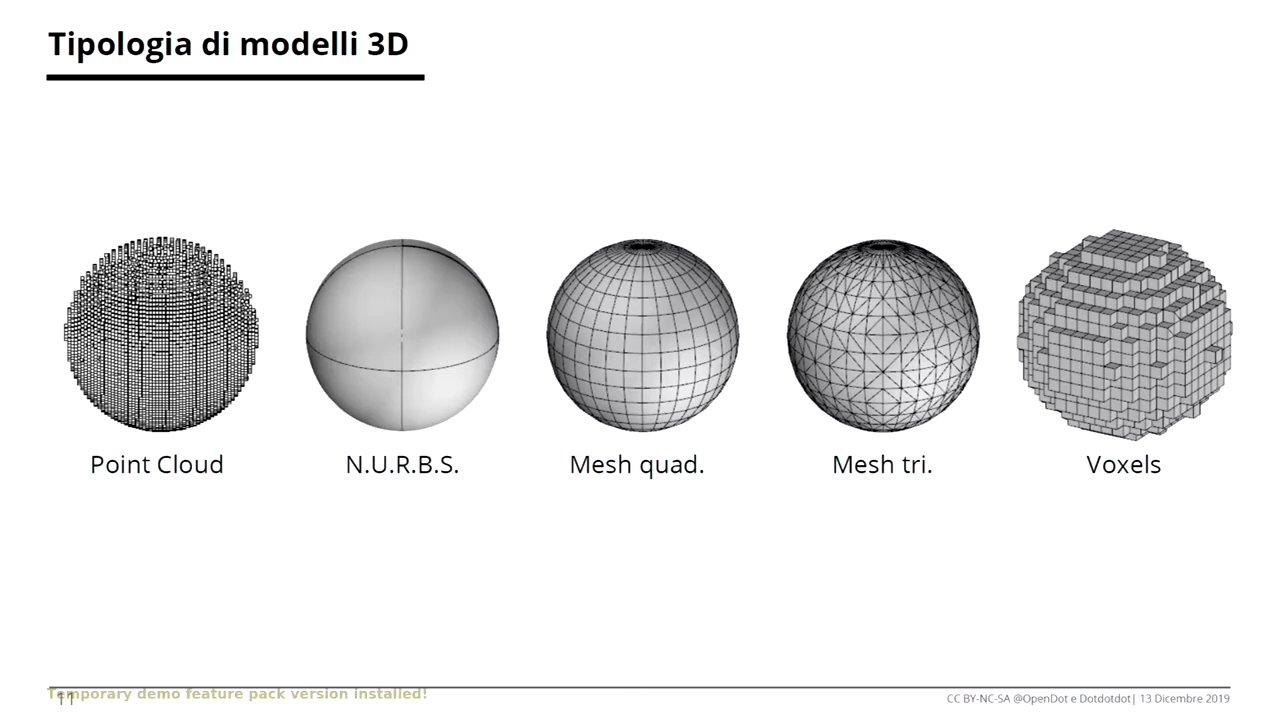 Tipologia di modelli 3D
Point Cloud
N.U.R.B.S.
Mesh quad.
Mesh tri.
Voxels
Temporary demo feature pack version installed!
11
CC BY-NC-SA @OpenDot e Dotdotdot| 13 Dicembre 2019